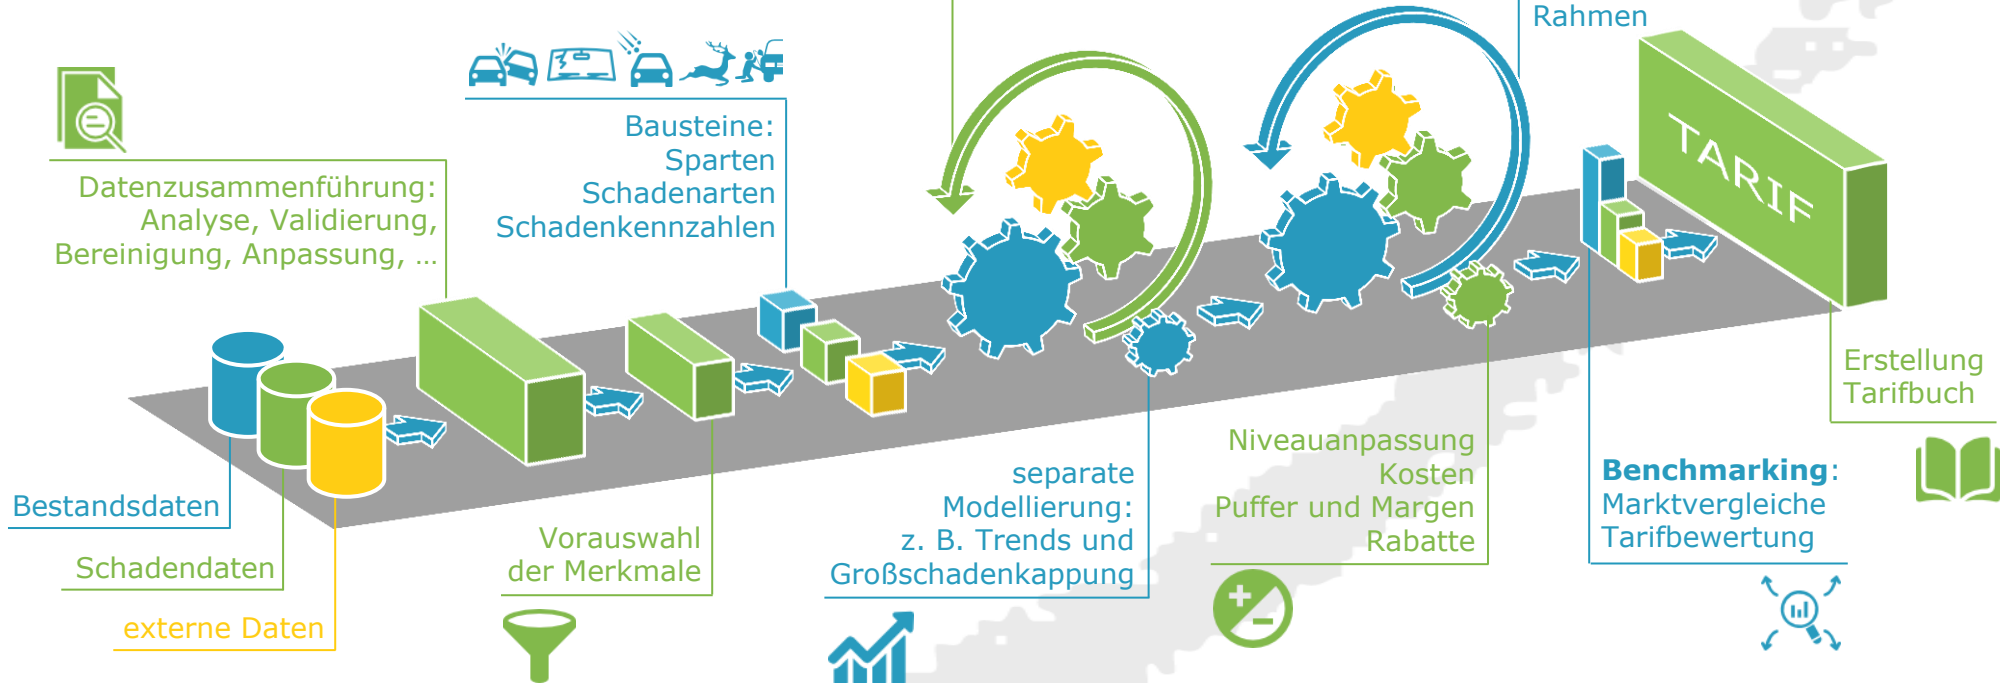 Rahmen
Bausteine:
Sparten
Schadenarten
Schadenkennzahlen
Datenzusammenführung:
Analyse, Validierung,
Bereinigung, Anpassung, ...
TARIF
Bestandsdaten
Schadendaten
externe Daten
Vorauswahl
der Merkmale
separate
Modellierung:
z. B. Trends und
Großschadenkappung
Niveauanpassung
Kosten
Puffer und Margen
Rabatte
Benchmarking:
Marktvergleiche
Tarifbewertung
Erstellung
Tarifbuch